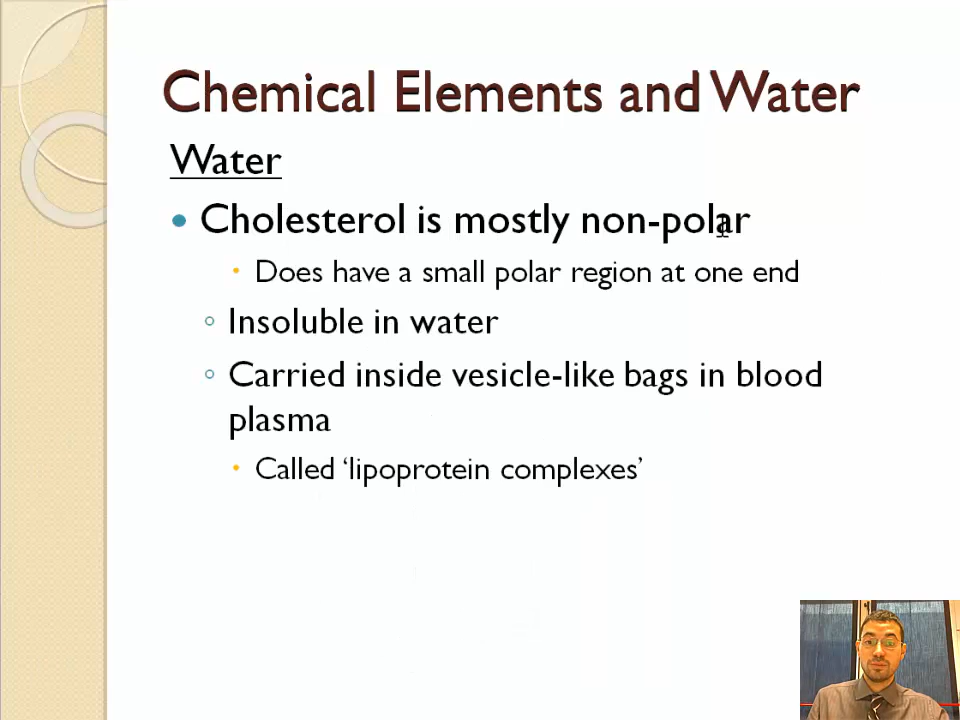 Chemical Elements and Water
Water
• Cholesterol is mostly non-polar
Does have a small polar region at one end
Insoluble in water
Carried inside vesicle-like bags in blood
plasma
Called ‘lipoprotein complexes’